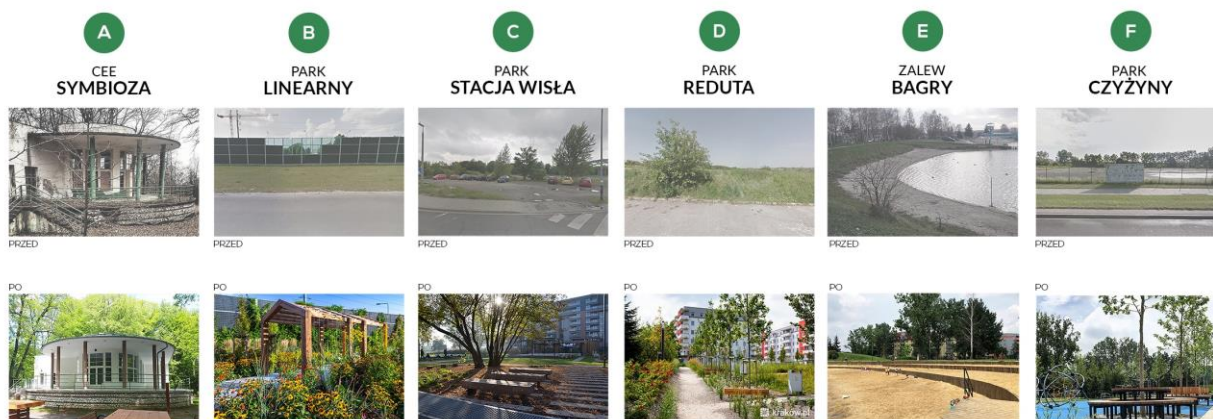 A
CEE
SYMBIOZA
PRZED
PO
B
PARK
LINEARNY
PRZED
PO
C
PARK
STACJA WISŁA
PRZED
PO
D
PARK
REDUTA
PRZED
PO
kraków.pl
E
ZALEW
BAGRY
PRZED
PO
F
PARK
CZYŻYNY
PRZED
PO